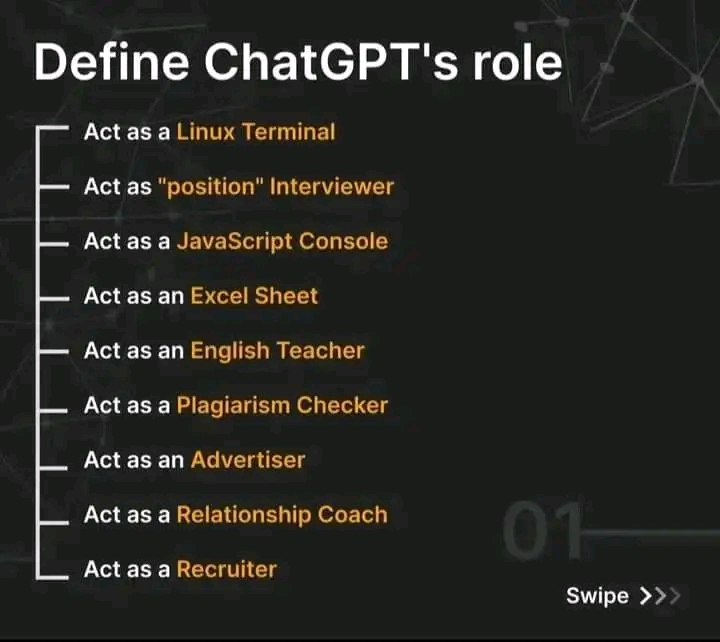 Define ChatGPT's role
Act as a Linux Terminal
Act as "position" Interviewer
Act as a JavaScript Console
Act as an Excel Sheet
Act as an English Teacher
Act as a Plagiarism Checker
Act as an Advertiser
Act as a Relationship Coach
01
Act as a Recruiter
Swipe